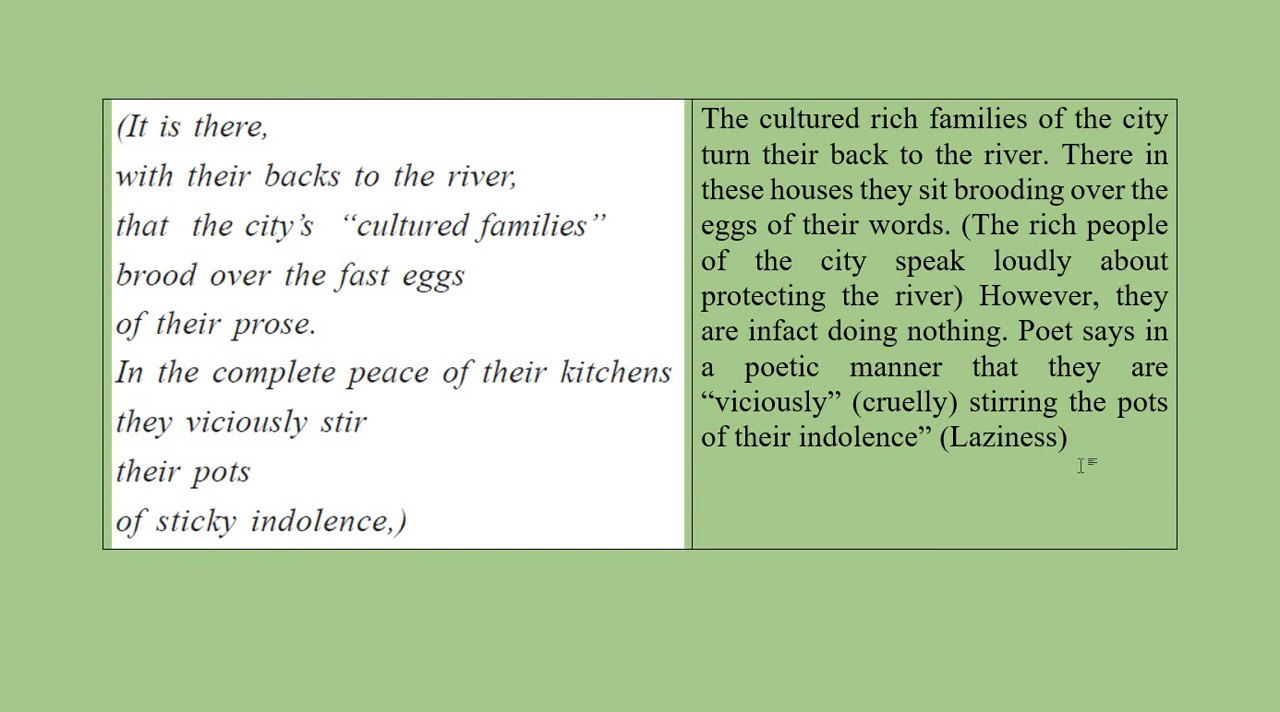 (It is there,
with their backs to the river,
that the city's “cultured families”
brood over the fast eggs
of their prose.
In the complete peace of their kitchens
they viciously stir
their pots
of sticky indolence,)
The cultured rich families of the city
turn their back to the river. There in
these houses they sit brooding over the
eggs of their words. (The rich people
of the city speak loudly about
protecting the river) However, they
are infact doing nothing. Poet says in
a poetic manner that they are
“viciously” (cruelly) stirring the pots
of their indolence” (Laziness)